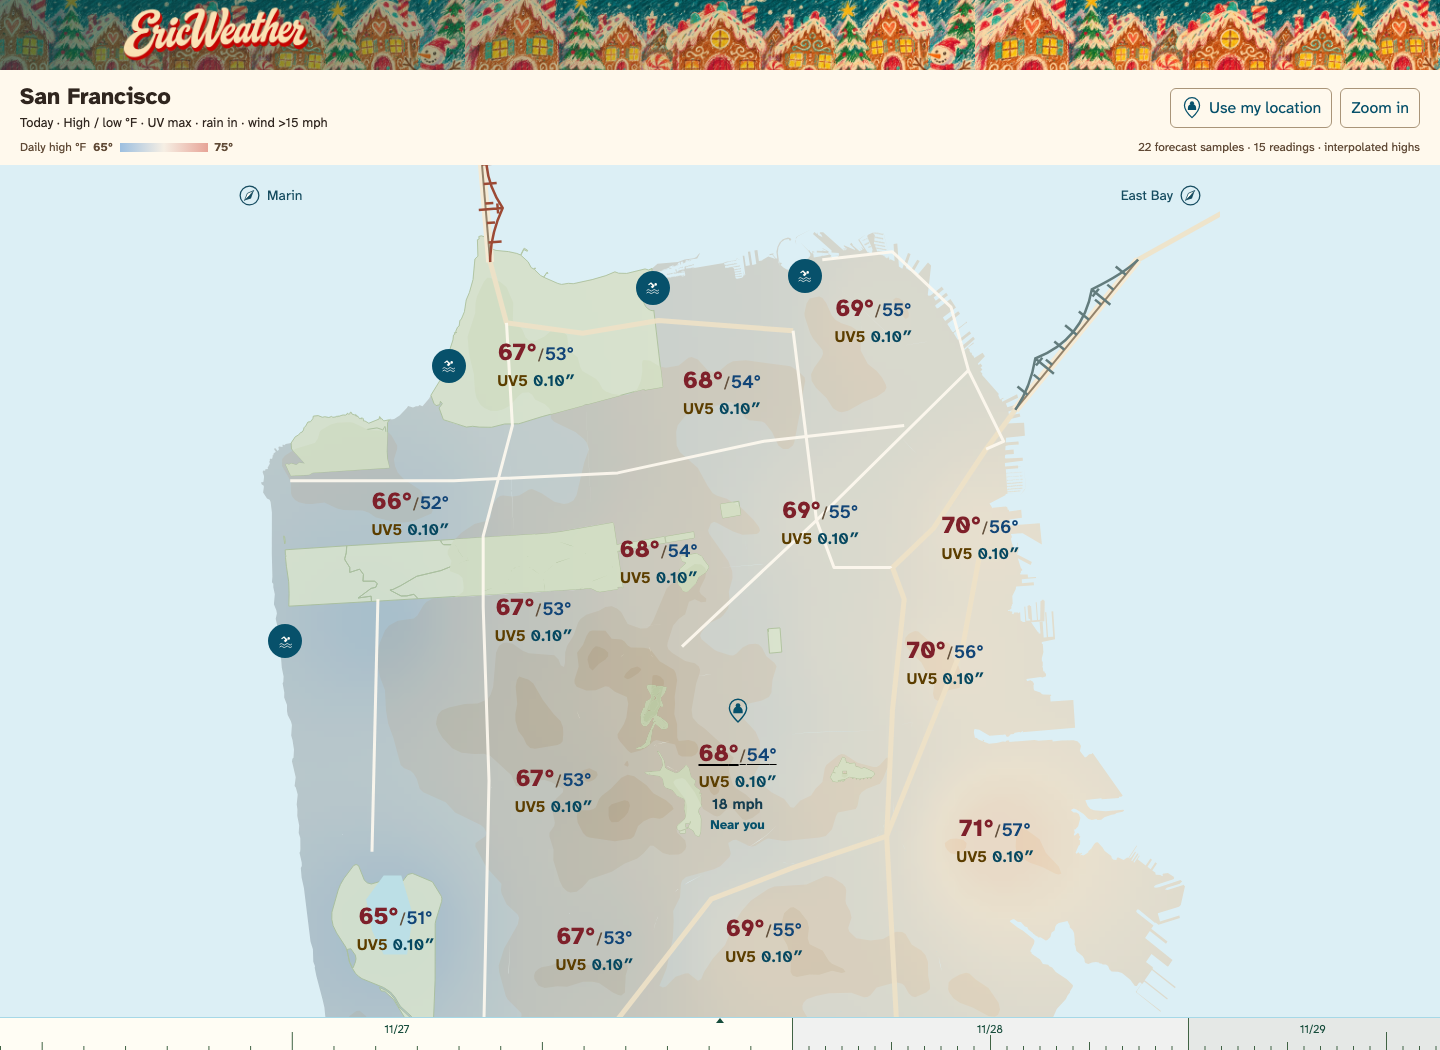 EricWeather
San Francisco
Today · High / low °F · UV max · rain in · wind >15 mph
Daily high °F 65° 75°
Use my location
Zoom in
22 forecast samples · 15 readings · interpolated highs
Marin
East Bay
69°/55°
UV5 0.10″
67°/53°
UV5 0.10″
68°/54°
UV5 0.10″
66°/52°
UV5 0.10″
69°/55°
UV5 0.10″
70°/56°
UV5 0.10″
68°/54°
UV5 0.10″
67°/53°
UV5 0.10″
70°/56°
UV5 0.10″
68°/54°
UV5 0.10″
18 mph
Near you
67°/53°
UV5 0.10″
71°/57°
UV5 0.10″
65°/51°
UV5 0.10″
67°/53°
UV5 0.10″
69°/55°
UV5 0.10″
11/27
11/28
11/29